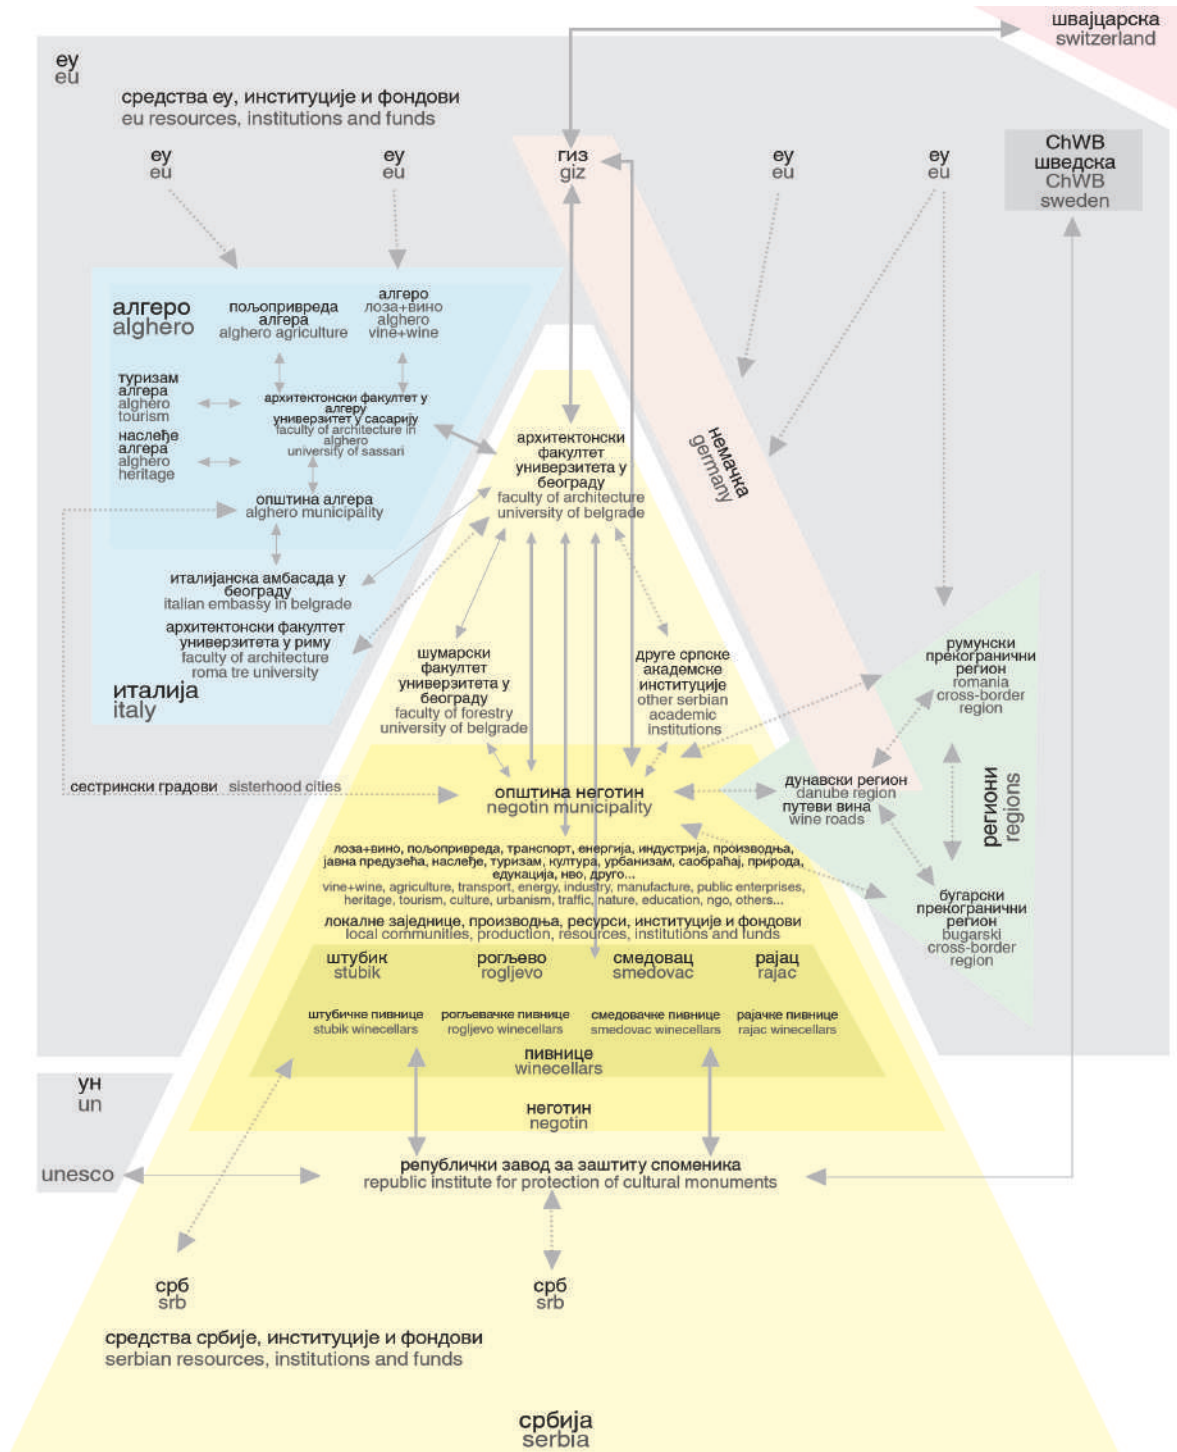 швајцарска
switzerland
еу
eu
средства еу, институције и фондови
eu resources, institutions and funds
еу
eu
еу
eu
гиз
giz
еу
eu
еу
eu
ChWB
шведска
ChWB
sweden
алгеро
alghero
пољопривреда
алгера
alghero agriculture
алгеро
лоза+вино
alghero
vine+wine
туризам
алгера
alghero
tourism
наслеђе
алгера
alghero
heritage
архитектонски факултет у
алгеру
универзитет у сасарију
faculty of architecture in
alghero
university of sassari
општина алгера
alghero municipality
италијанска амбасада у
београду
italian embassy in belgrade
архитектонски факултет
универзитета у риму
faculty of architecture
roma tre university
италија
italy
архитектонски
факултет
универзитета у
београду
faculty of architecture
university of belgrade
немачка
germany
шумарски
факултет
универзитета у
београду
faculty of forestry
university of belgrade
друге српске
академске
институције
other serbian
academic
institutions
румунски
прекогранични
регион
romania
cross-border
region
сестрински градови sisterhood cities
општина неготин
negotin municipality
дунавски регион
danube region
путеви вина
wine roads
региони
regions
лоза+вино, пољопривреда, транспорт, енергија, индустрија, производња,
јавна предузећа, наслеђе, туризам, култура, урбанизам, саобраћај, природа,
едукација, нво, друго...
vine+wine, agriculture, transport, energy, industry, manufacture, public enterprises,
heritage, tourism, culture, urbanism, traffic, nature, education, ngo, others...
локалне заједнице, производња, ресурси, институције и фондови
local communities, production, resources, institutions and funds
бугарски
прекогранични
регион
bugarski
cross-border
region
штубик
stubik
рогљево
rogljevo
смедовац
smedovac
рајац
rajac
штубичке пивнице
stubik winecellars
рогљевачке пивнице
rogljevo winecellars
смедовачке пивнице
smedovac winecellars
рајачке пивнице
rajac winecellars
пивнице
winecellars
ун
un
неготин
negotin
unesco
републички завод за заштиту споменика
republic institute for protection of cultural monuments
срб
srb
срб
srb
средства србије, институције и фондови
serbian resources, institutions and funds
србија
serbia